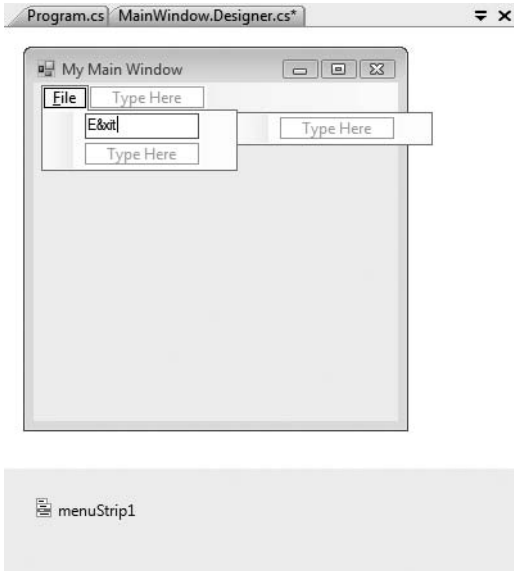 Program.cs MainWindow.Designer.cs*
My Main Window
File Type Here
E&xit Type Here
Type Here
menuStrip1